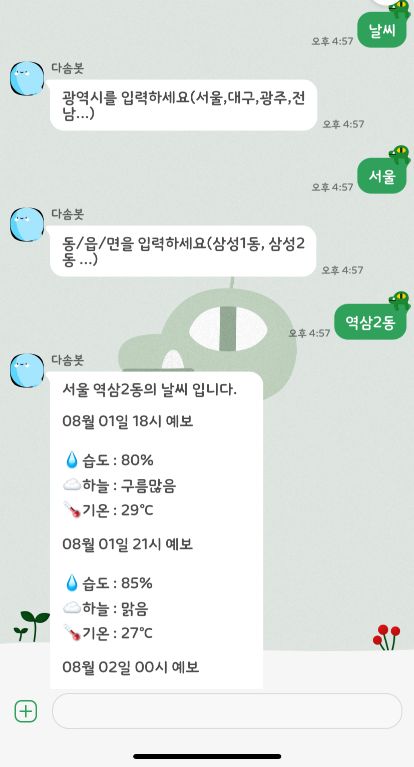 날씨
오후 4:57
다솜봇
광역시를 입력하세요(서울,대구,광주,전
남...)
오후 4:57
서울
오후 4:57
다솜봇
동/읍/면을 입력하세요(삼성1동, 삼성2
동 ...)
오후 4:57
역삼2동
오후 4:57
다솜봇
서울 역삼2동의 날씨 입니다.
08월 01일 18시 예보
💧습도 : 80%
☁️하늘 : 구름많음
🌡️기온 : 29℃
08월 01일 21시 예보
💧습도 : 85%
☁️하늘 : 맑음
🌡️기온 : 27℃
08월 02일 00시 예보